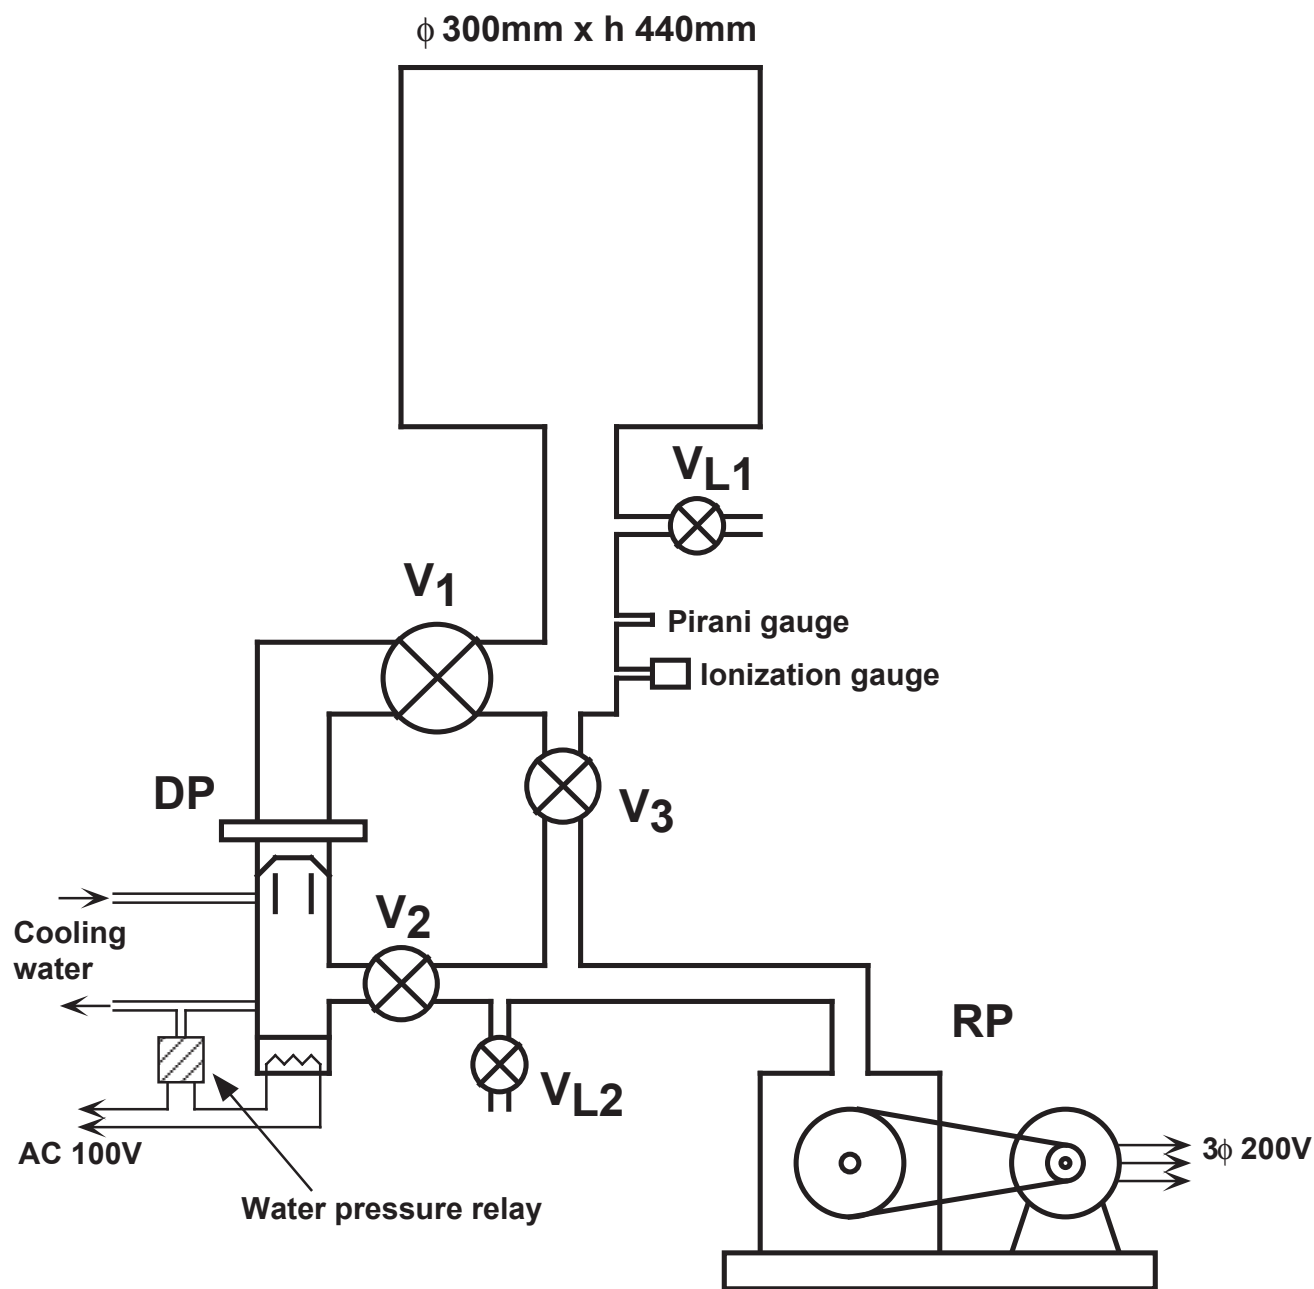 ϕ 300mm x h 440mm
VL1
V1
Pirani gauge
Ionization gauge
DP
V3
V2
Cooling
water
RP
VL2
AC 100V
3ϕ 200V
Water pressure relay